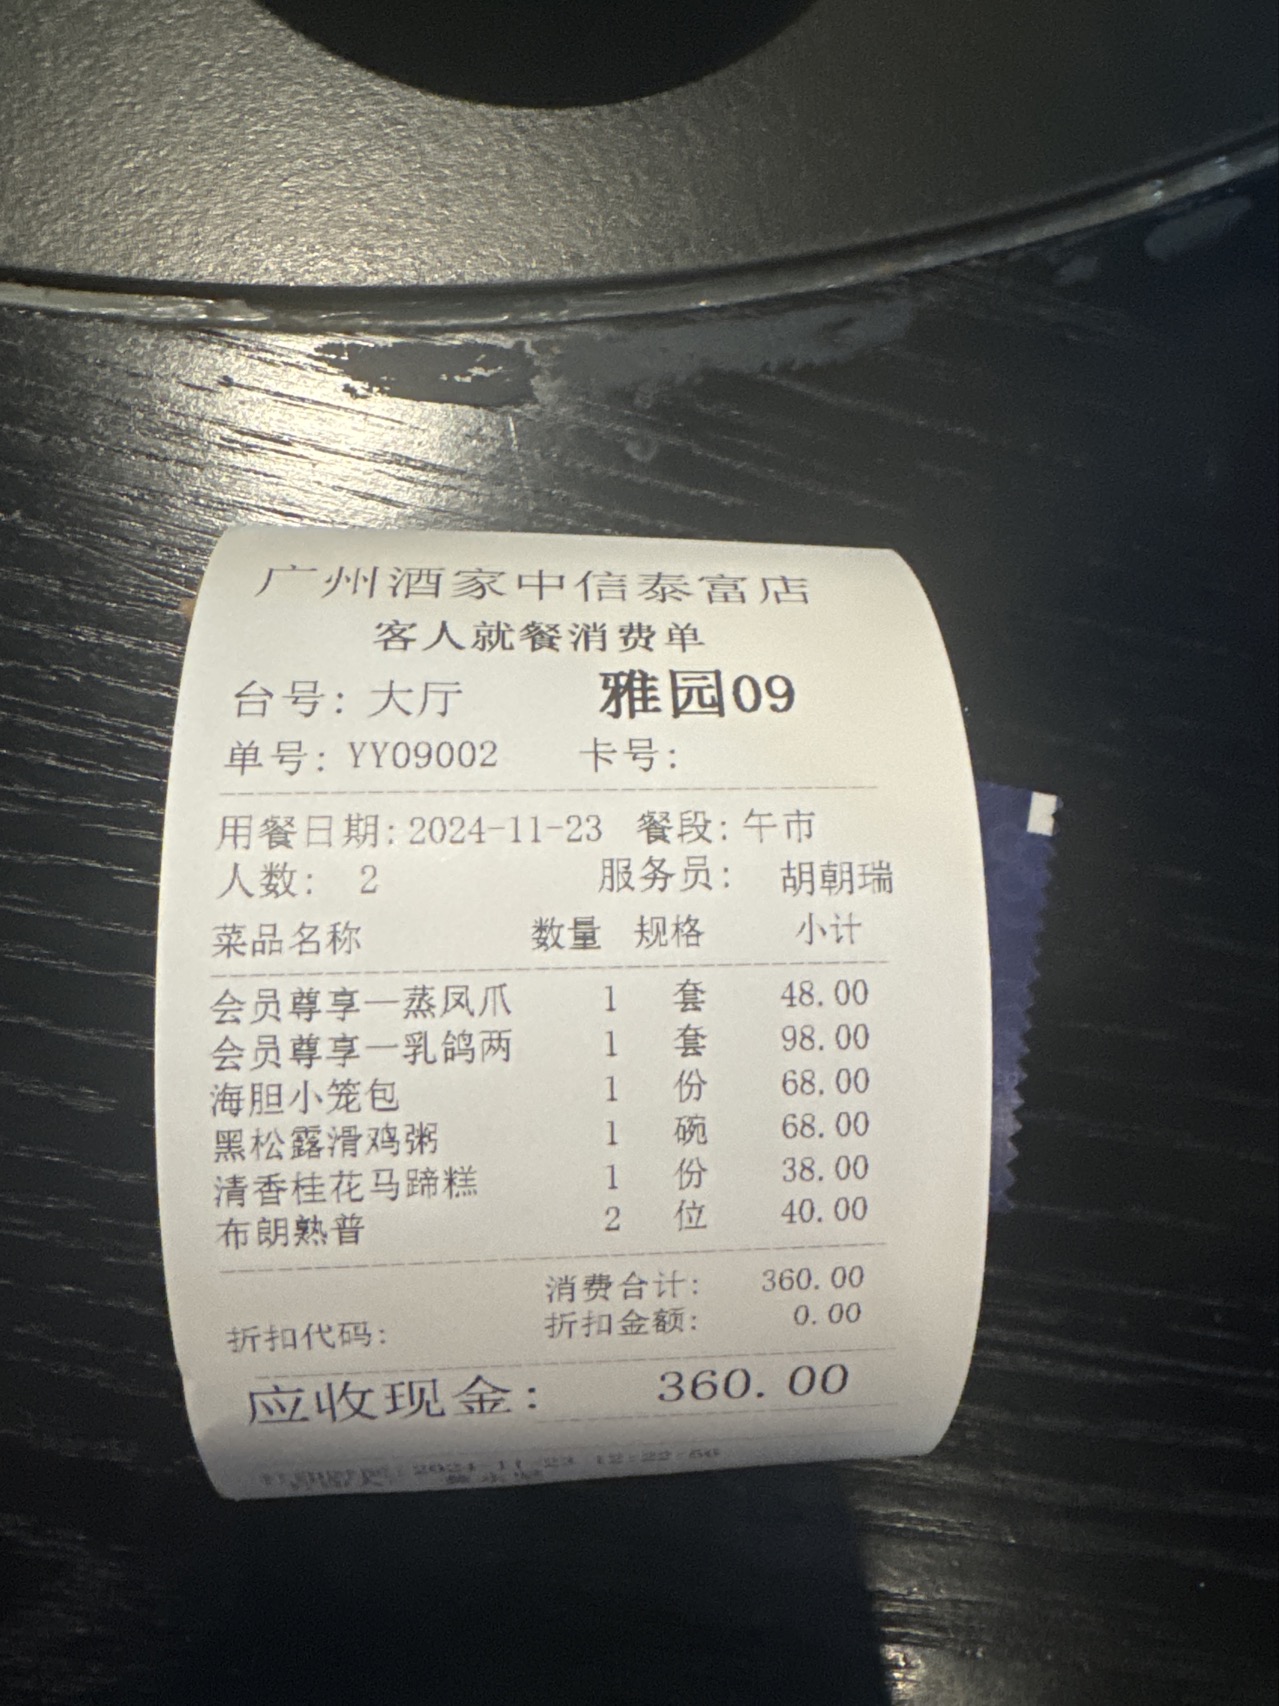 广州酒家中信泰富店
客人就餐消费单
台号: 大厅 雅园09
单号: YY09002 卡号:
用餐日期: 2024-11-23 餐段: 午市
人数: 2 服务员: 胡朝瑞
菜品名称 数量 规格 小计
会员尊享—蒸凤爪 1 套 48.00
会员尊享—乳鸽两 1 套 98.00
海胆小笼包 1 份 68.00
黑松露滑鸡粥 1 碗 68.00
清香桂花马蹄糕 1 份 38.00
布朗熟普 2 位 40.00
消费合计: 360.00
折扣代码: 折扣金额: 0.00
应收现金: 360.00
2024-11-23 12:22:56